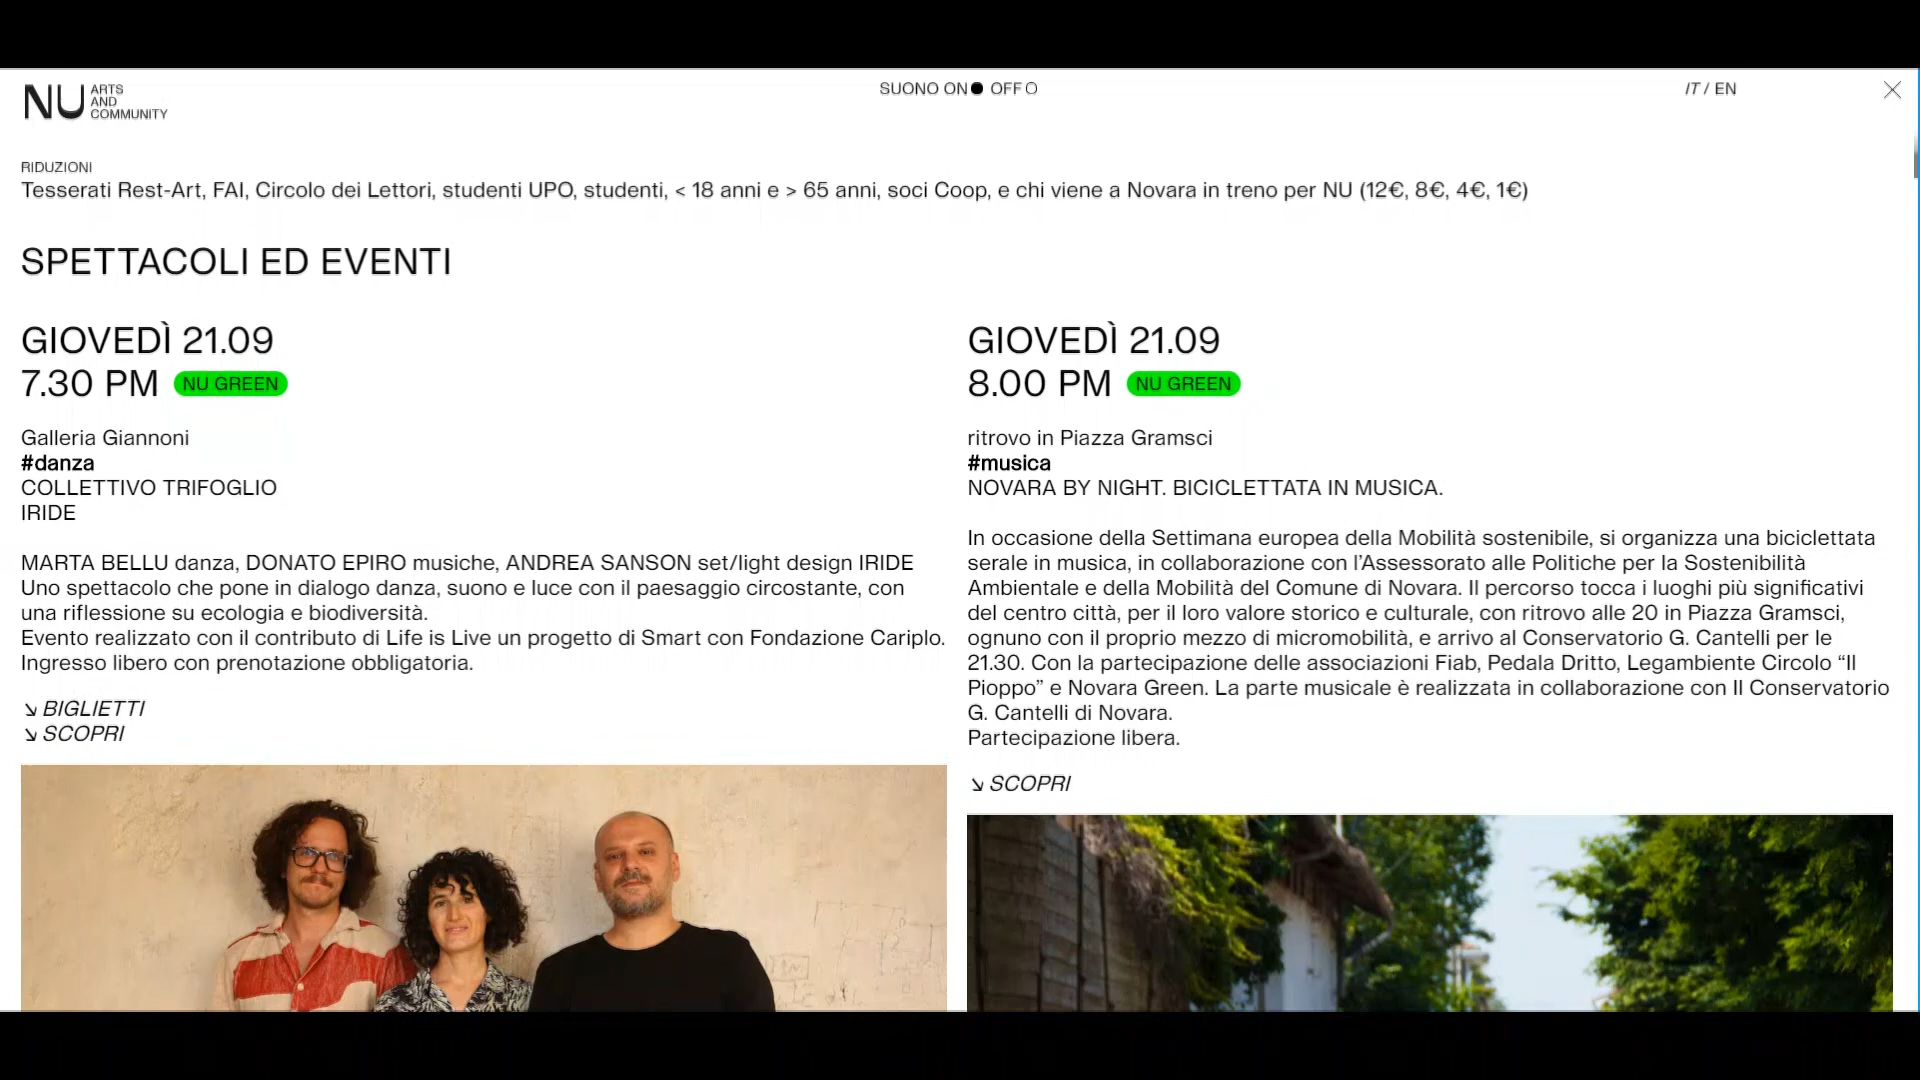 NU ARTS
AND
COMMUNITY
SUONO ON OFF
IT / EN
RIDUZIONI
Tesserati Rest-Art, FAI, Circolo dei Lettori, studenti UPO, studenti, < 18 anni e > 65 anni, soci Coop, e chi viene a Novara in treno per NU (12€, 8€, 4€, 1€)
SPETTACOLI ED EVENTI
GIOVEDÌ 21.09
7.30 PM NU GREEN
Galleria Giannoni
#danza
COLLETTIVO TRIFOGLIO
IRIDE
MARTA BELLU danza, DONATO EPIRO musiche, ANDREA SANSON set/light design IRIDE
Uno spettacolo che pone in dialogo danza, suono e luce con il paesaggio circostante, con
una riflessione su ecologia e biodiversità.
Evento realizzato con il contributo di Life is Live un progetto di Smart con Fondazione Cariplo.
Ingresso libero con prenotazione obbligatoria.
↘ BIGLIETTI
↘ SCOPRI
GIOVEDÌ 21.09
8.00 PM NU GREEN
ritrovo in Piazza Gramsci
#musica
NOVARA BY NIGHT. BICICLETTATA IN MUSICA.
In occasione della Settimana europea della Mobilità sostenibile, si organizza una biciclettata
serale in musica, in collaborazione con l’Assessorato alle Politiche per la Sostenibilità
Ambientale e della Mobilità del Comune di Novara. Il percorso tocca i luoghi più significativi
del centro città, per il loro valore storico e culturale, con ritrovo alle 20 in Piazza Gramsci,
ognuno con il proprio mezzo di micromobilità, e arrivo al Conservatorio G. Cantelli per le
21.30. Con la partecipazione delle associazioni Fiab, Pedala Dritto, Legambiente Circolo “Il
Pioppo” e Novara Green. La parte musicale è realizzata in collaborazione con Il Conservatorio
G. Cantelli di Novara.
Partecipazione libera.
↘ SCOPRI